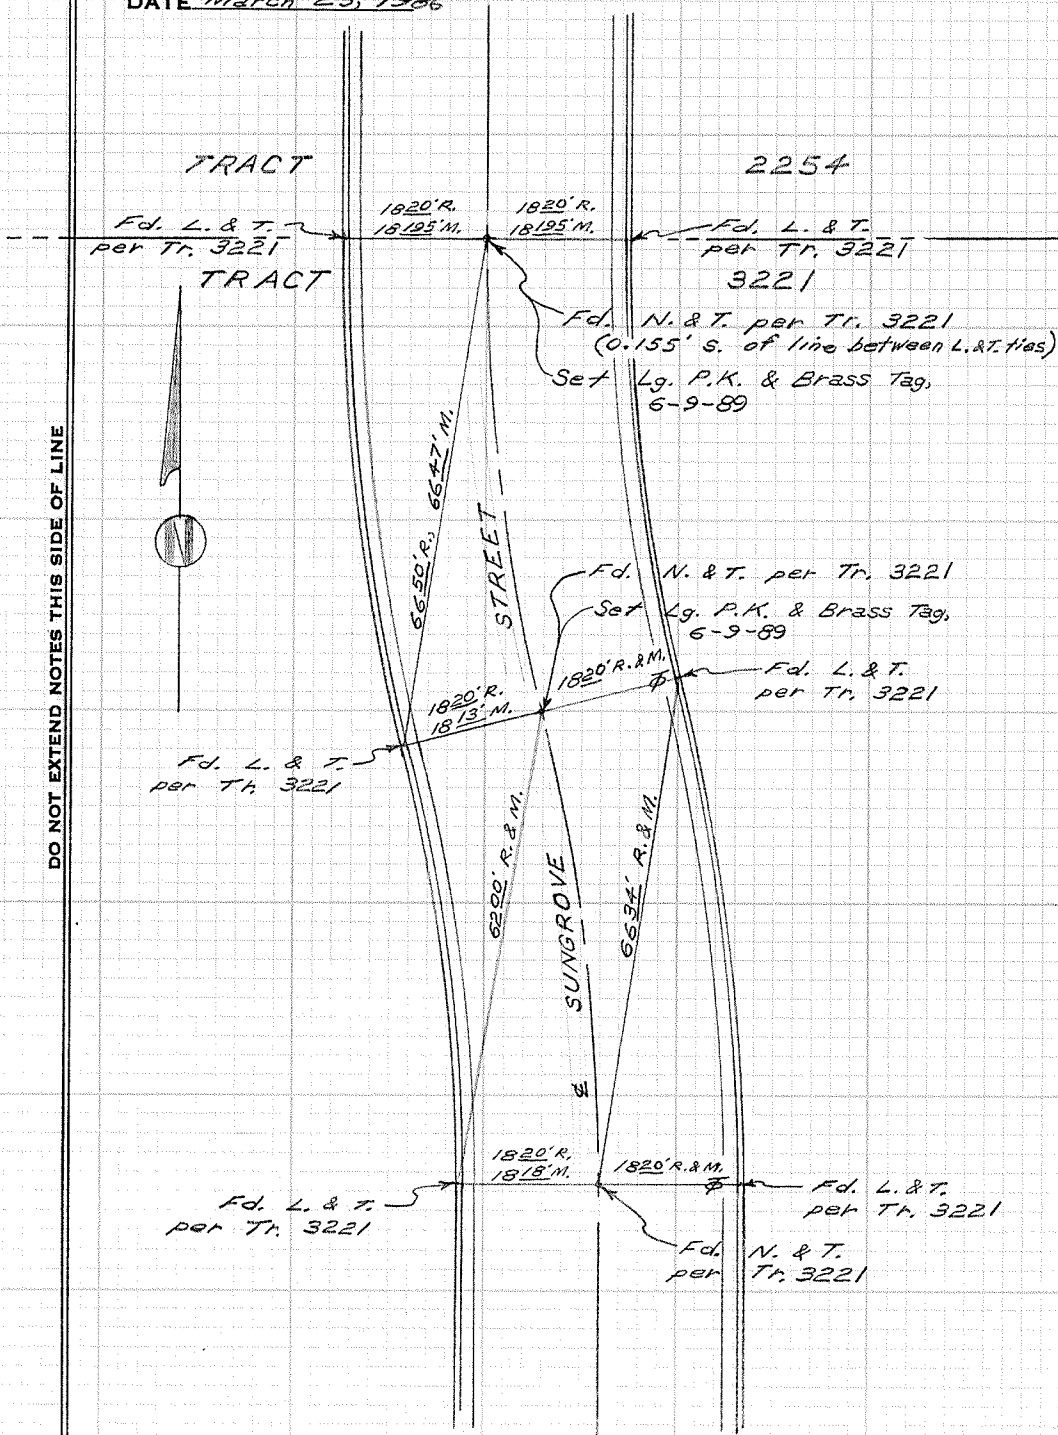 DATE March 25, 1986
TRACT 2254
18 20' R. 18 20' R.
18 195' M. 18 195' M.
Fd. L. & T. Fd. L. & T.
per Tr. 3221 per Tr. 3221
TRACT 3221
Fd. N. & T. per Tr. 3221
(0.155' s. of line between L. & T. ties)
Set Lg. P.K. & Brass Tag,
6-9-89
DO NOT EXTEND NOTES THIS SIDE OF LINE
66 50' R., 66 47' M.
STREET
N
Fd. N. & T. per Tr. 3221
Set Lg. P.K. & Brass Tag,
6-9-89
18 20' R. & M.
18 20' R.
18 13' M.
Fd. L. & T.
per Tr. 3221
Fd. L. & T.
per Tr. 3221
62 00' R. & M.
SUNGROVE
66 34' R. & M.
℄
18 20' R.
18 18' M.
18 20' R. & M.
Fd. L. & T.
per Tr. 3221
Fd. L. & T.
per Tr. 3221
Fd. N. & T.
per Tr. 3221